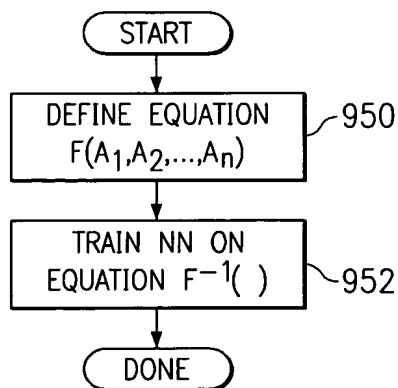 START
DEFINE EQUATION
F(A₁,A₂,...,Aₙ)
950
TRAIN NN ON
EQUATION F⁻¹( )
952
DONE